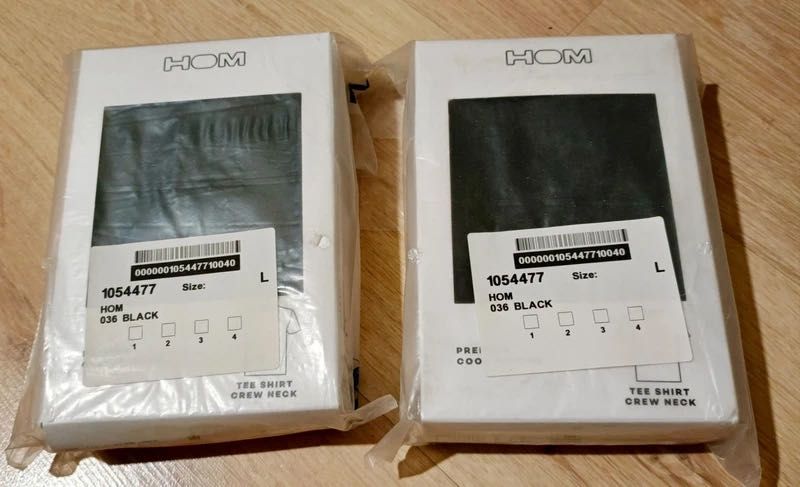 HOM
000000105447710040
1054477 Size: L
HOM
036 BLACK
1 2 3 4
TEE SHIRT
CREW NECK
HOM
000000105447710040
1054477 Size: L
HOM
036 BLACK
1 2 3 4
TEE SHIRT
CREW NECK